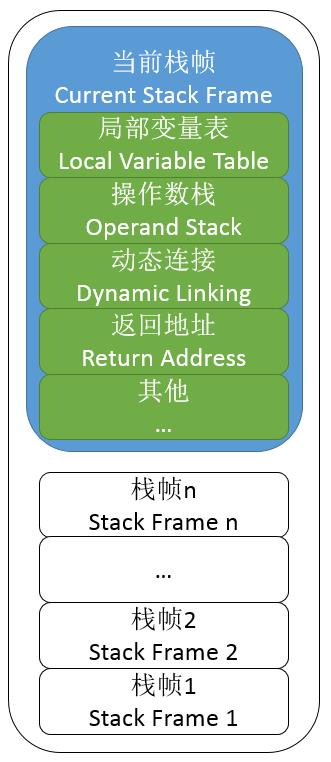 当前栈帧
Current Stack Frame
局部变量表
Local Variable Table
操作数栈
Operand Stack
动态连接
Dynamic Linking
返回地址
Return Address
其他
...
栈帧n
Stack Frame n
...
栈帧2
Stack Frame 2
栈帧1
Stack Frame 1